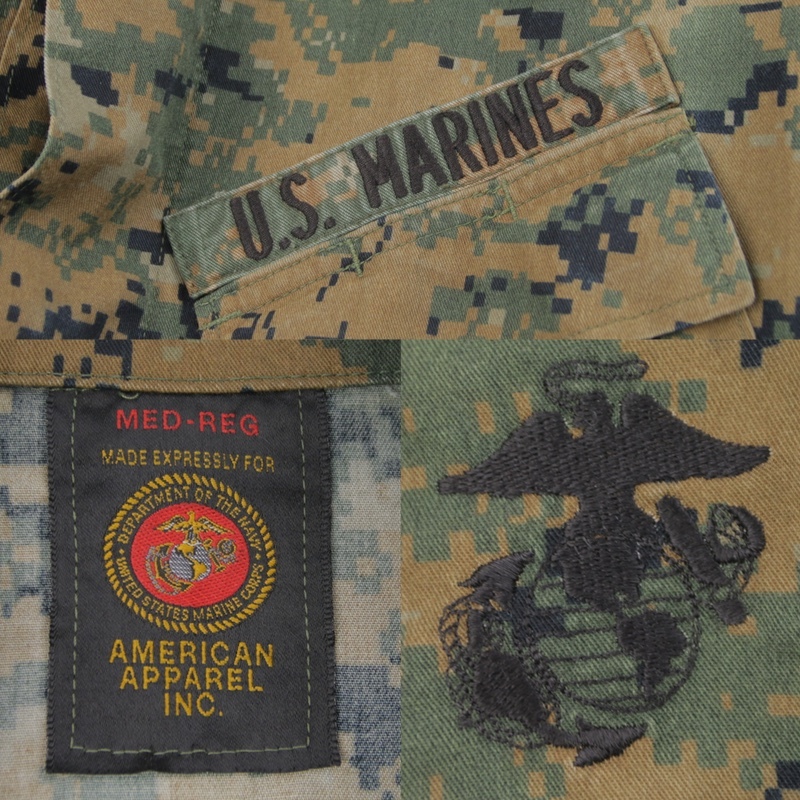 U.S. MARINES
MED-REG
MADE EXPRESSLY FOR
DEPARTMENT OF THE NAVY
UNITED STATES MARINE CORPS
AMERICAN
APPAREL
INC.